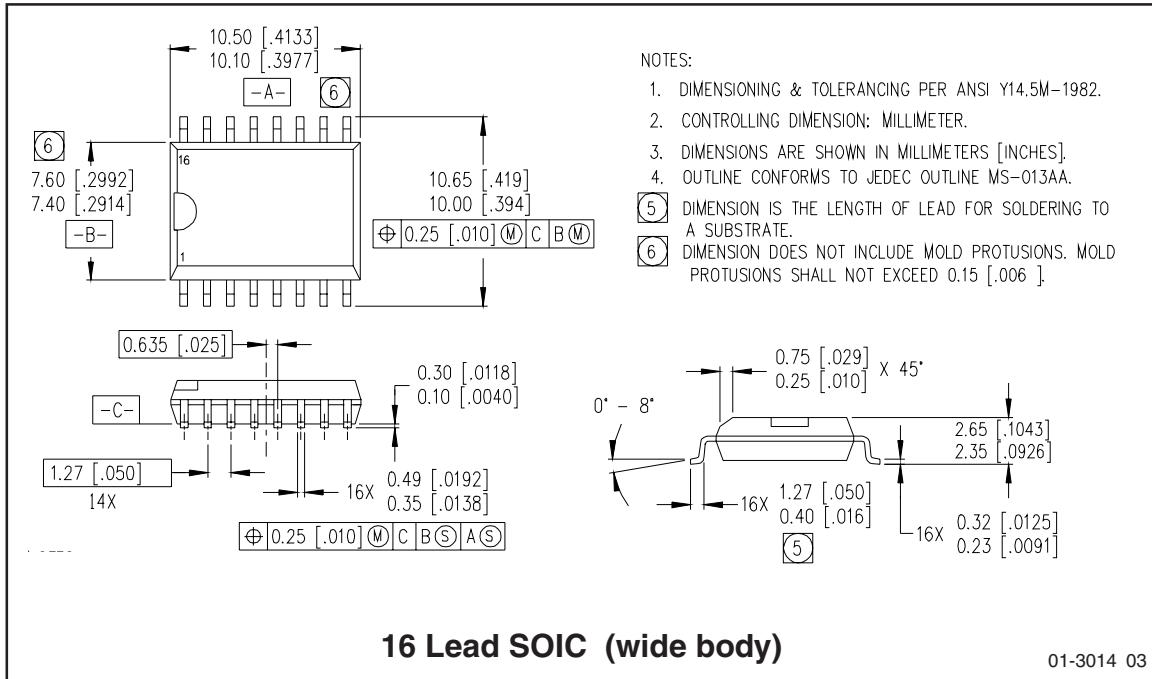 10.50 [.4133]
10.10 [.3977]
-A-
6
6
7.60 [.2992]
7.40 [.2914]
-B-
16
1
10.65 [.419]
10.00 [.394]
⌖ 0.25 [.010] Ⓜ C B Ⓜ
NOTES:
1. DIMENSIONING & TOLERANCING PER ANSI Y14.5M-1982.
2. CONTROLLING DIMENSION: MILLIMETER.
3. DIMENSIONS ARE SHOWN IN MILLIMETERS [INCHES].
4. OUTLINE CONFORMS TO JEDEC OUTLINE MS-013AA.
5 DIMENSION IS THE LENGTH OF LEAD FOR SOLDERING TO
A SUBSTRATE.
6 DIMENSION DOES NOT INCLUDE MOLD PROTUSIONS. MOLD
PROTUSIONS SHALL NOT EXCEED 0.15 [.006 ].
0.635 [.025]
0.30 [.0118]
0.10 [.0040]
-C-
1.27 [.050]
14X
16X 0.49 [.0192]
0.35 [.0138]
⌖ 0.25 [.010] Ⓜ C B Ⓢ A Ⓢ
0.75 [.029]
0.25 [.010]
X 45°
0° - 8°
2.65 [.1043]
2.35 [.0926]
16X 1.27 [.050]
0.40 [.016]
5
16X 0.32 [.0125]
0.23 [.0091]
16 Lead SOIC (wide body)
01-3014 03